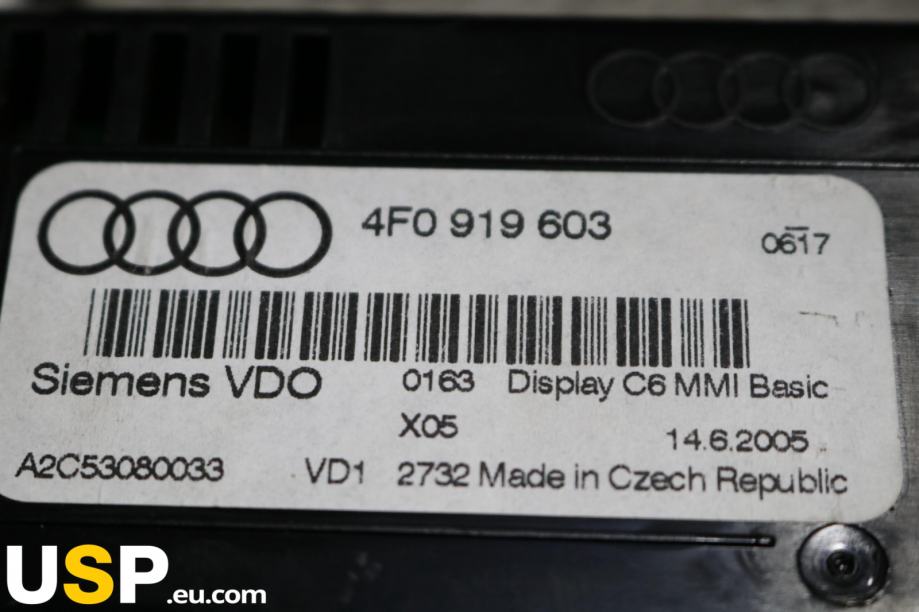 4F0 919 603
0617
Siemens VDO 0163 Display C6 MMI Basic
X05 14.6.2005
A2C53080033 VD1 2732 Made in Czech Republic
USP.eu.com